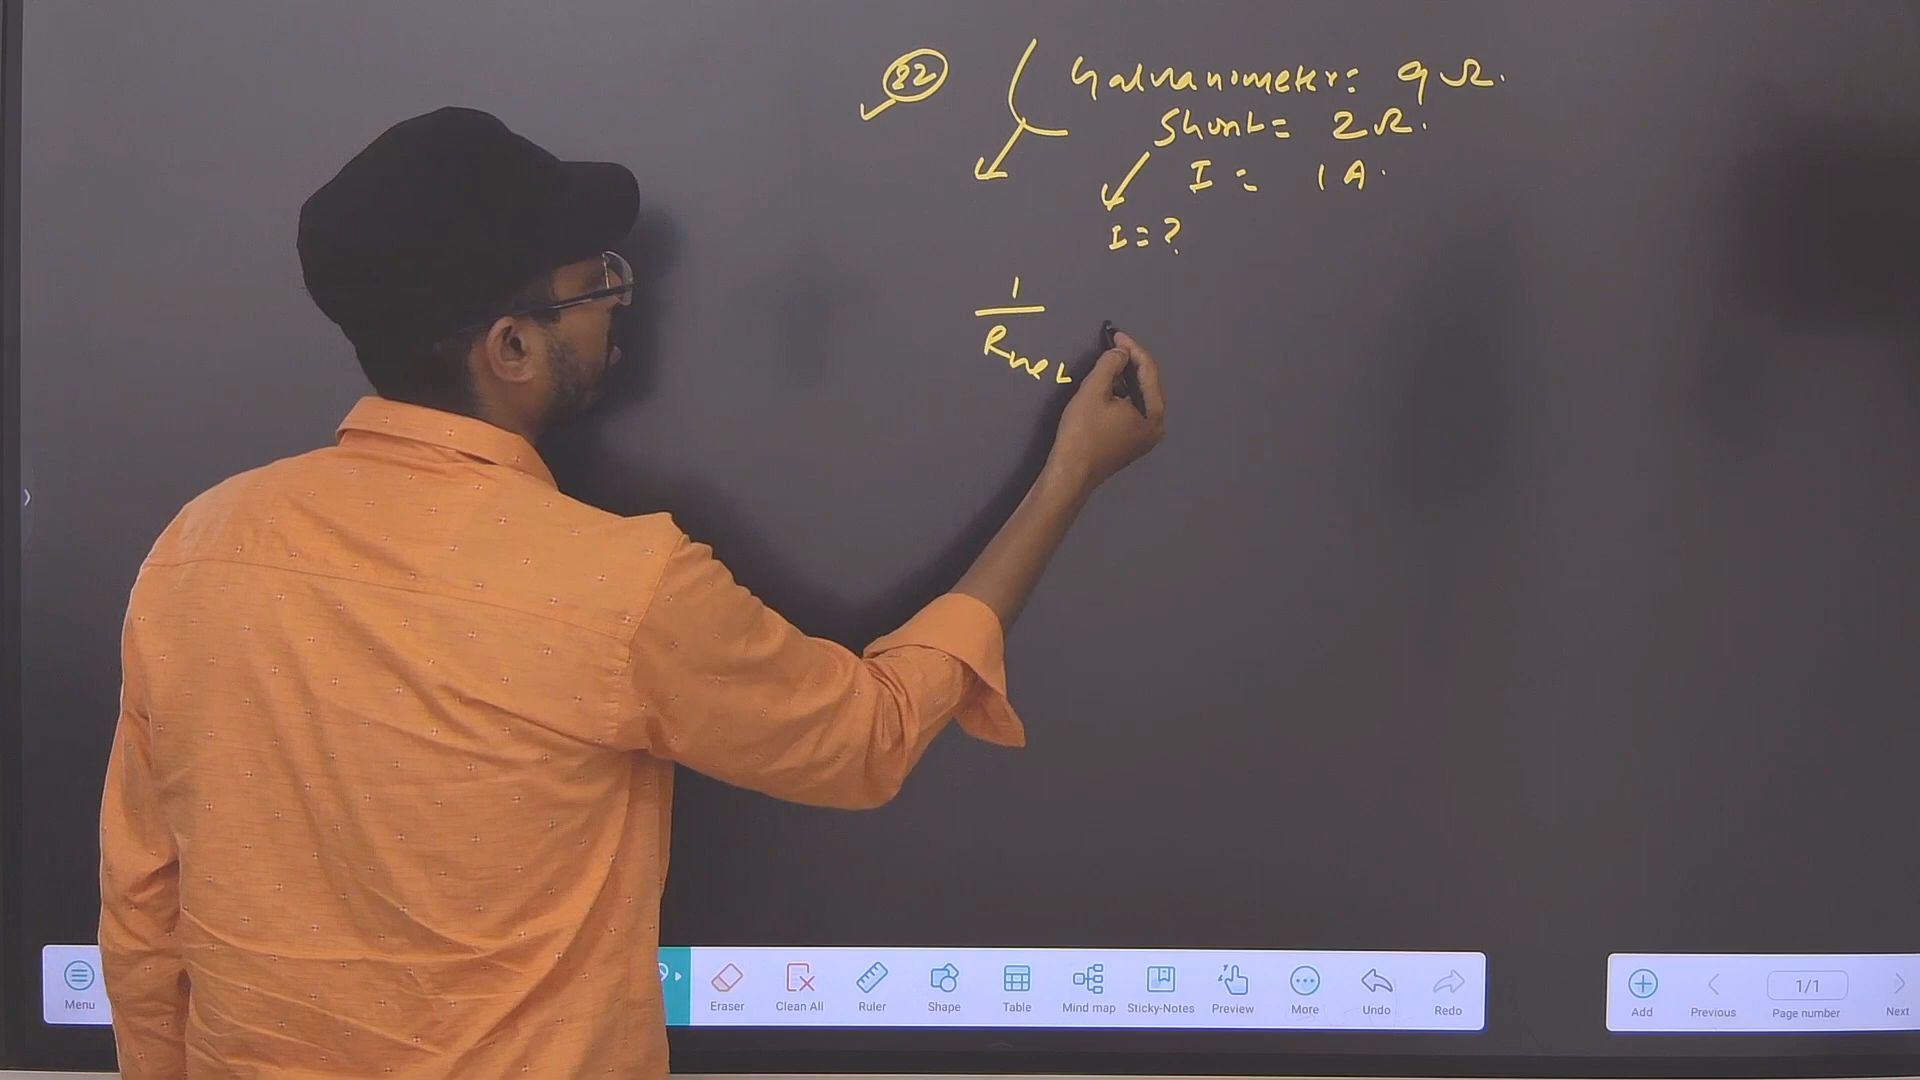 82
Galvanometer = 9Ω.
Shunt = 2Ω.
I = 1 A.
I = ?
1
Rnet
Menu
Eraser
Clean All
Ruler
Shape
Table
Mind map
Sticky-Notes
Preview
More
Undo
Redo
Add
Previous
1/1
Page number
Next